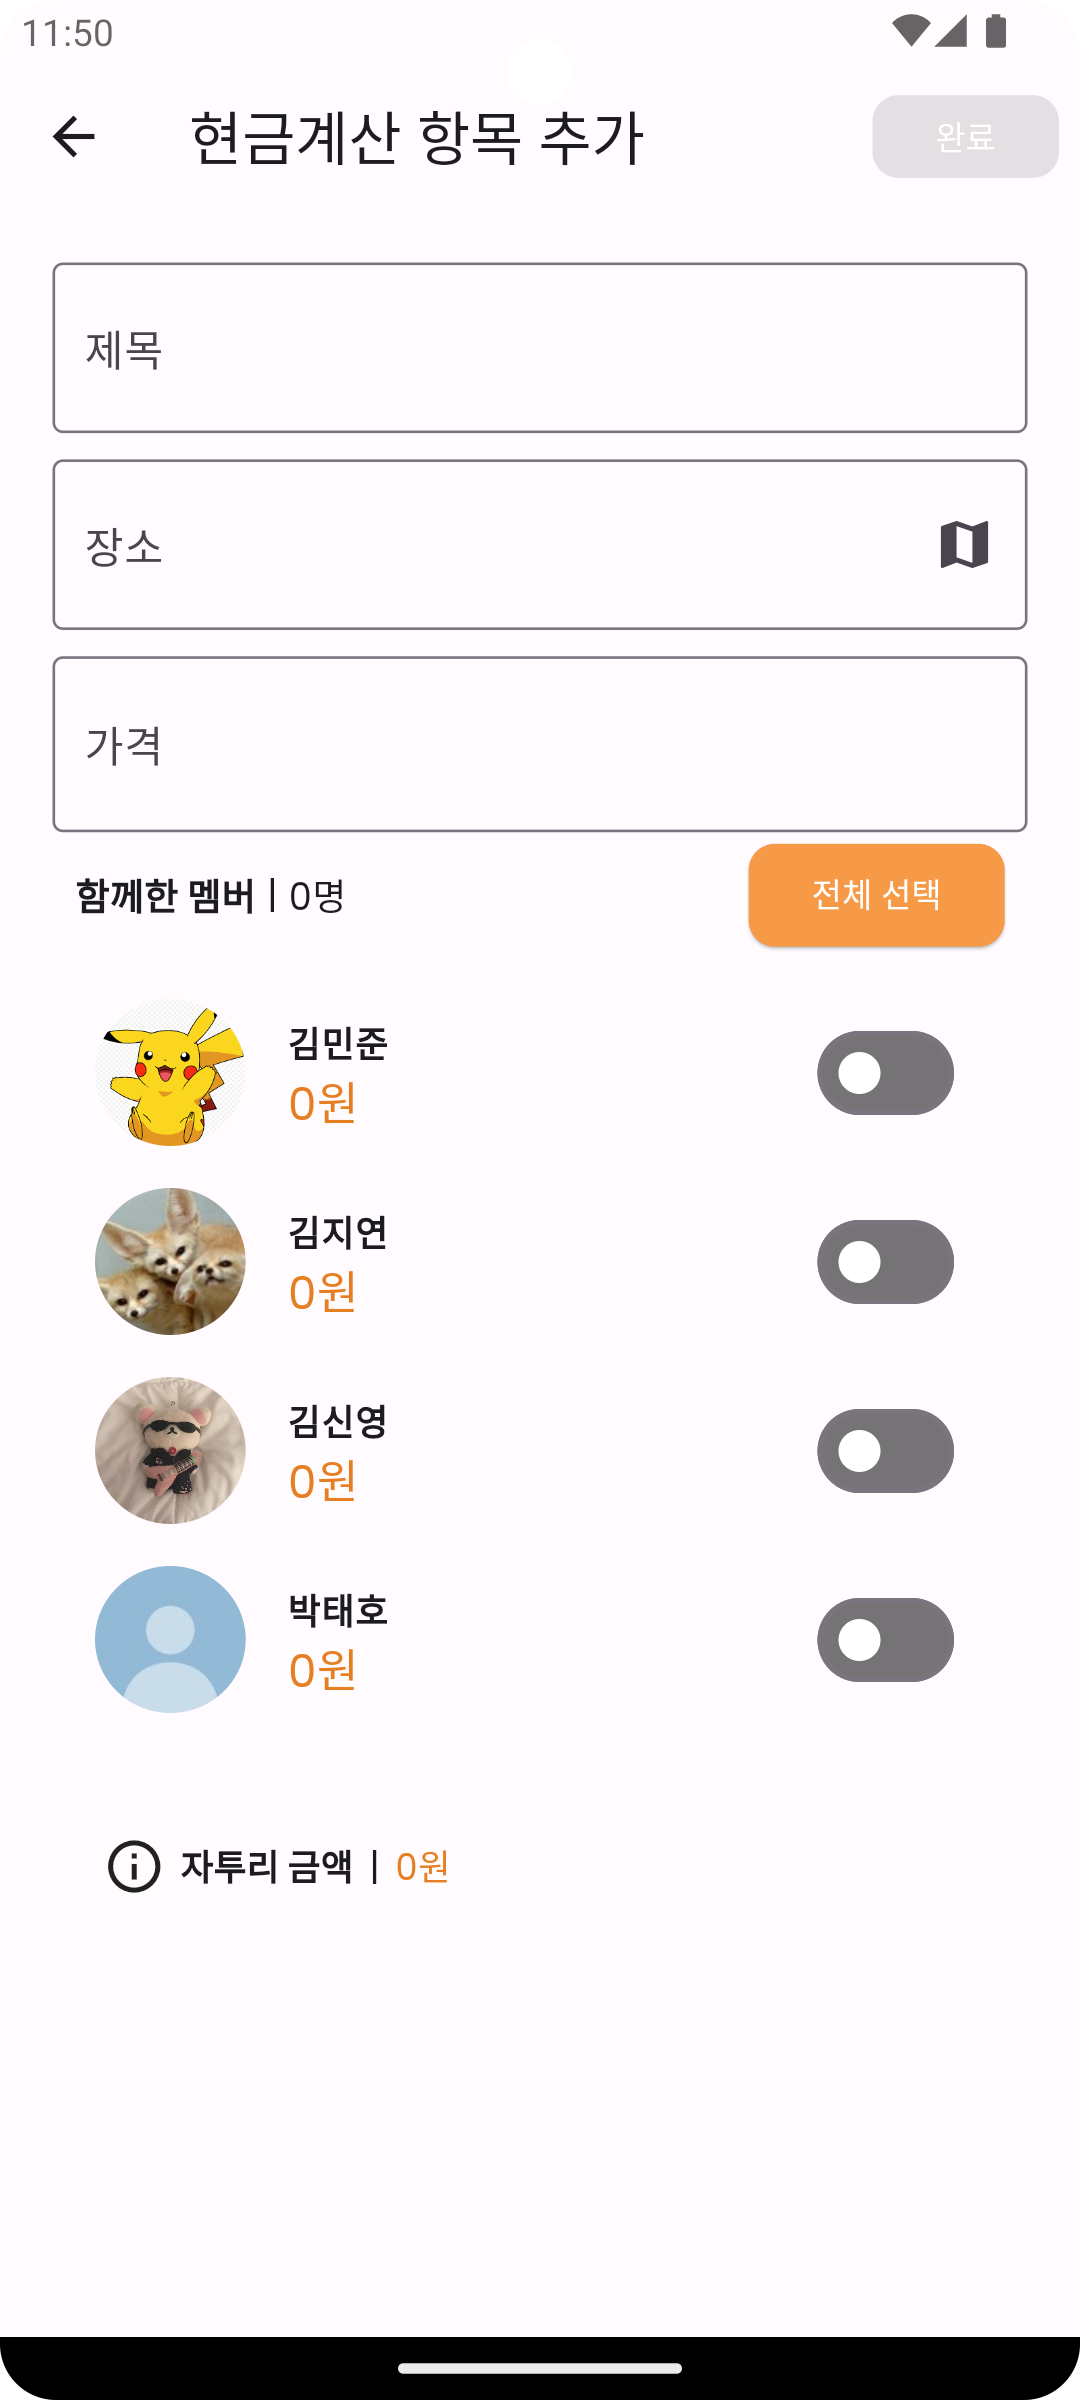 11:50
현금계산 항목 추가
완료
제목
장소
가격
함께한 멤버 | 0명
전체 선택
김민준
0원
김지연
0원
김신영
0원
박태호
0원
자투리 금액 | 0원